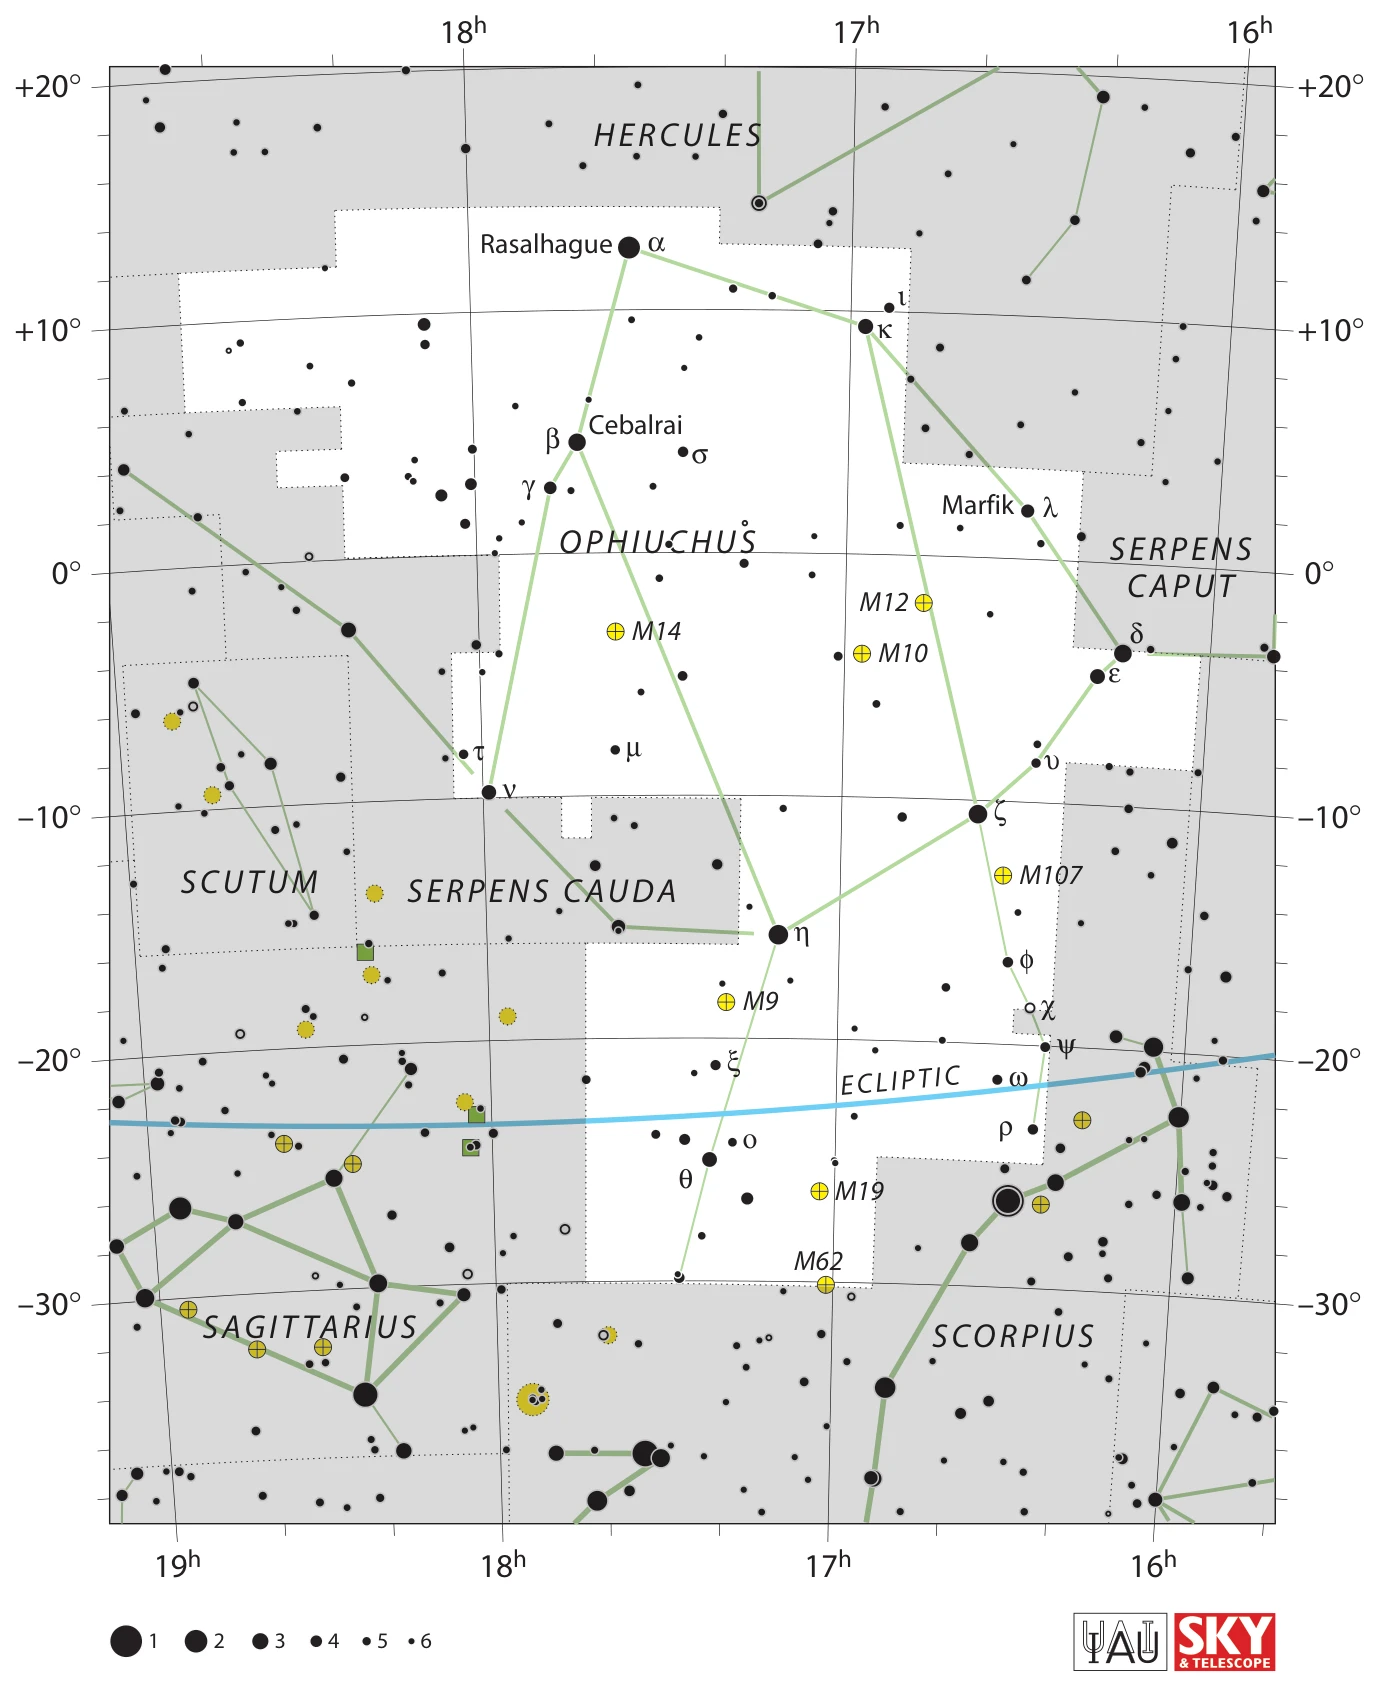 18h 17h 16h
+20° +20°
HERCULES
Rasalhague α
ι
+10° κ +10°
Cebalrai
β σ
γ
Marfik λ
OPHIUCHUS
SERPENS
CAPUT
0° 0°
M12
M14
δ
M10
ε
τ μ υ
ν
–10° ζ –10°
M107
SCUTUM
SERPENS CAUDA
η
φ
M9
χ
ψ
–20° ξ –20°
ECLIPTIC ω
ρ
ο
θ
M19
M62
–30° –30°
SAGITTARIUS
SCORPIUS
19h 18h 17h 16h
1 2 3 4 5 6
IAU
SKY
& TELESCOPE